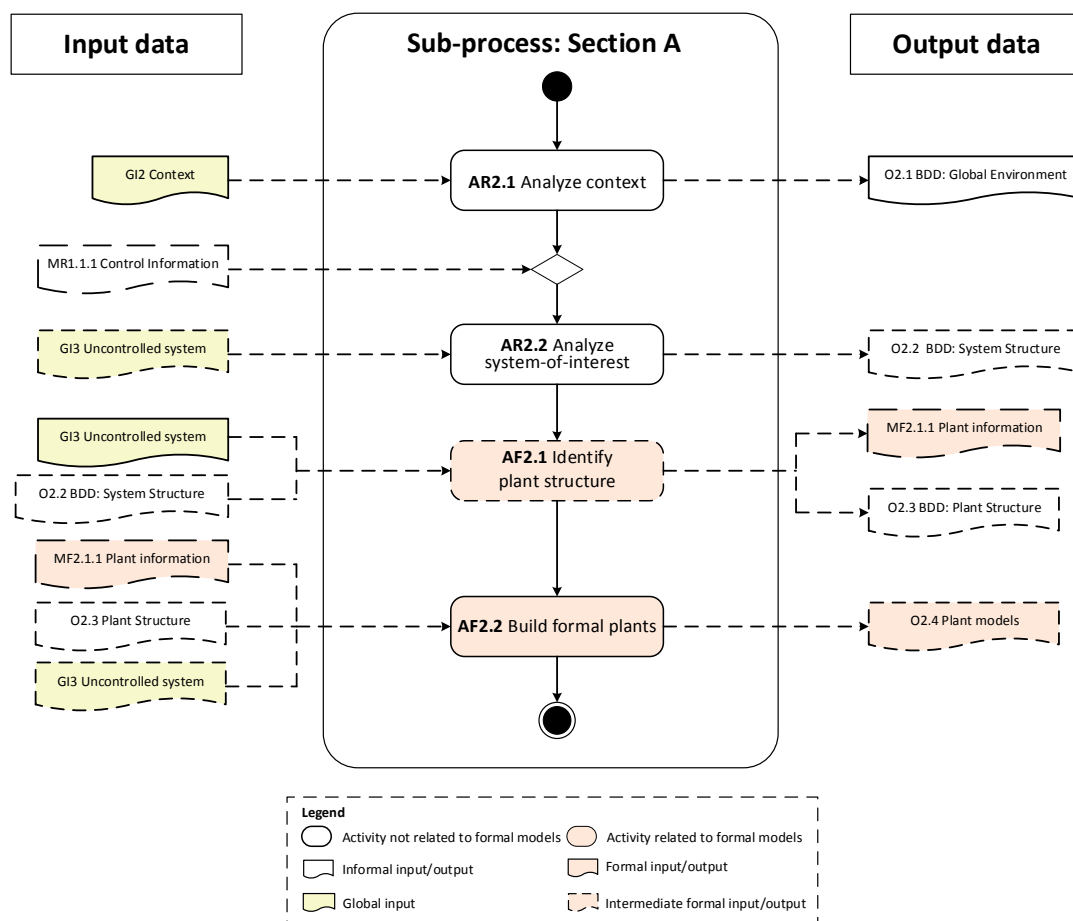 Input data
Sub-process: Section A
Output data
GI2 Context
AR2.1 Analyze context
O2.1 BDD: Global Environment
MR1.1.1 Control Information
GI3 Uncontrolled system
AR2.2 Analyze
system-of-interest
O2.2  BDD: System Structure
GI3 Uncontrolled system
O2.2 BDD: System Structure
AF2.1 Identify
plant structure
MF2.1.1 Plant information
O2.3 BDD: Plant Structure
MF2.1.1 Plant information
O2.3 Plant Structure
GI3 Uncontrolled system
AF2.2 Build formal plants
O2.4 Plant models
Legend
Activity not related to formal models
Activity related to formal models
Informal input/output
Formal input/output
Global input
Intermediate formal input/output